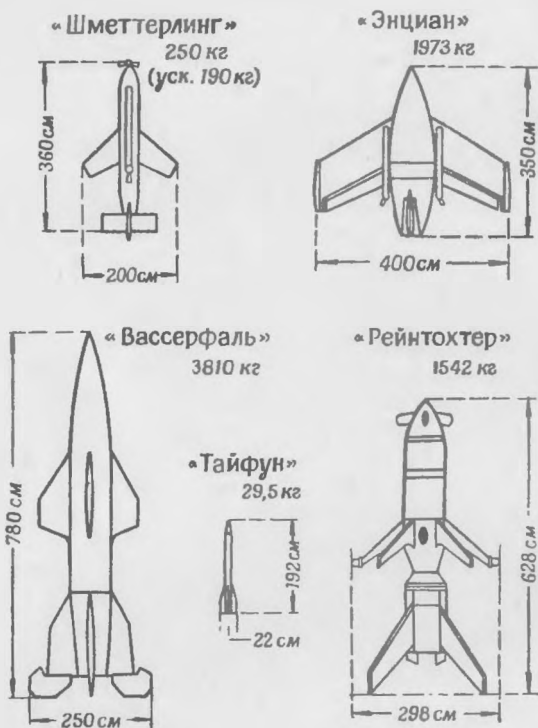 «Шметтерлинг»
250 кг
(уск. 190 кг)
360 см
200 см
«Энциан»
1973 кг
350 см
400 см
«Вассерфаль»
3810 кг
780 см
250 см
«Тайфун»
29,5 кг
192 см
22 см
«Рейнтохтер»
1542 кг
628 см
298 см